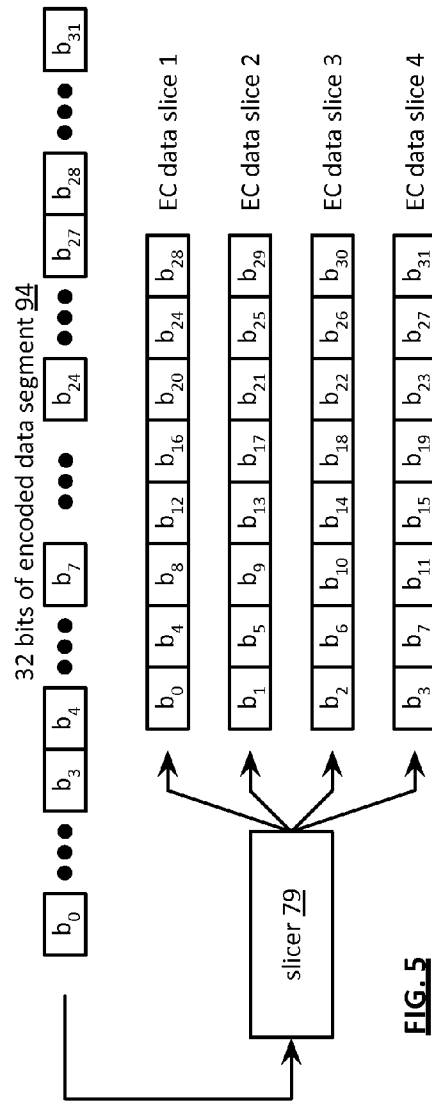 32 bits of encoded data segment 94
b0 ●●● b3 b4 ●●● b7 ●●● b24 ●●● b27 b28 ●●● b31
b0 b4 b8 b12 b16 b20 b24 b28 EC data slice 1
b1 b5 b9 b13 b17 b21 b25 b29 EC data slice 2
b2 b6 b10 b14 b18 b22 b26 b30 EC data slice 3
b3 b7 b11 b15 b19 b23 b27 b31 EC data slice 4
slicer 79
FIG. 5